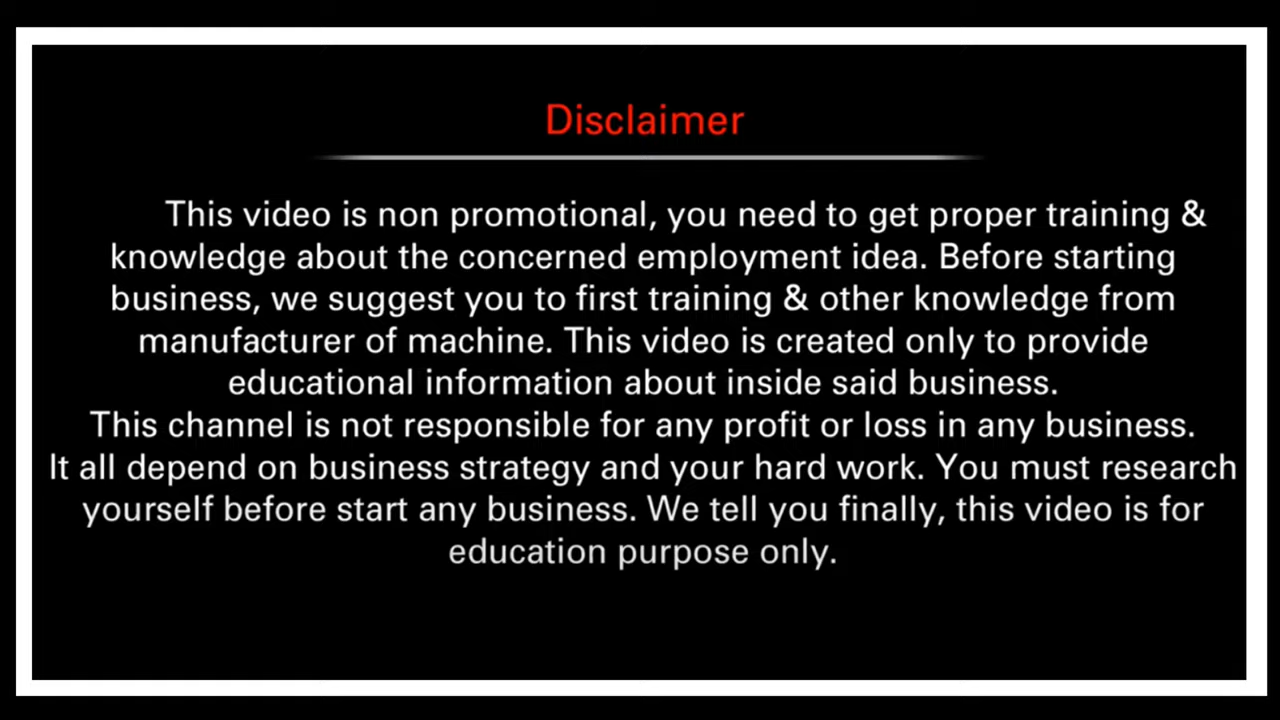 Disclaimer
This video is non promotional, you need to get proper training &
knowledge about the concerned employment idea. Before starting
business, we suggest you to first training & other knowledge from
manufacturer of machine. This video is created only to provide
educational information about inside said business.
This channel is not responsible for any profit or loss in any business.
It all depend on business strategy and your hard work. You must research
yourself before start any business. We tell you finally, this video is for
education purpose only.